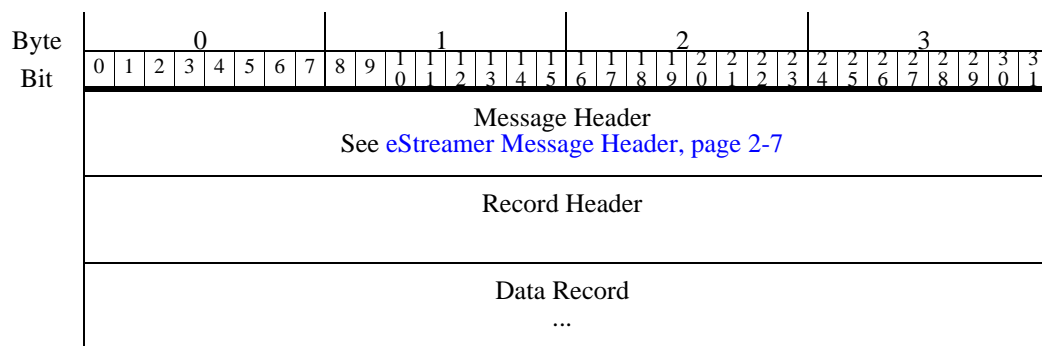 Byte 0 1 2 3
Bit 0 1 2 3 4 5 6 7 8 9 10 11 12 13 14 15 16 17 18 19 20 21 22 23 24 25 26 27 28 29 30 31
Message Header
See eStreamer Message Header, page 2-7
Record Header
Data Record
...